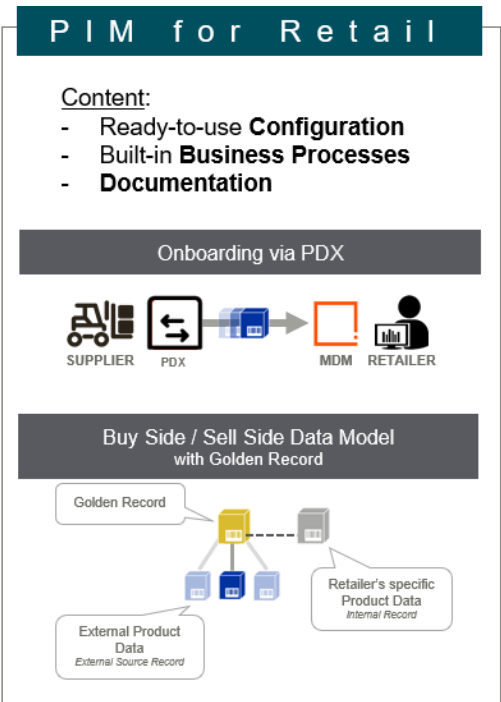 PIM for Retail
Content:
- Ready-to-use Configuration
- Built-in Business Processes
- Documentation
Onboarding via PDX
SUPPLIER PDX MDM RETAILER
Buy Side / Sell Side Data Model
with Golden Record
Golden Record
Retailer's specific
Product Data
Internal Record
External Product
Data
External Source Record